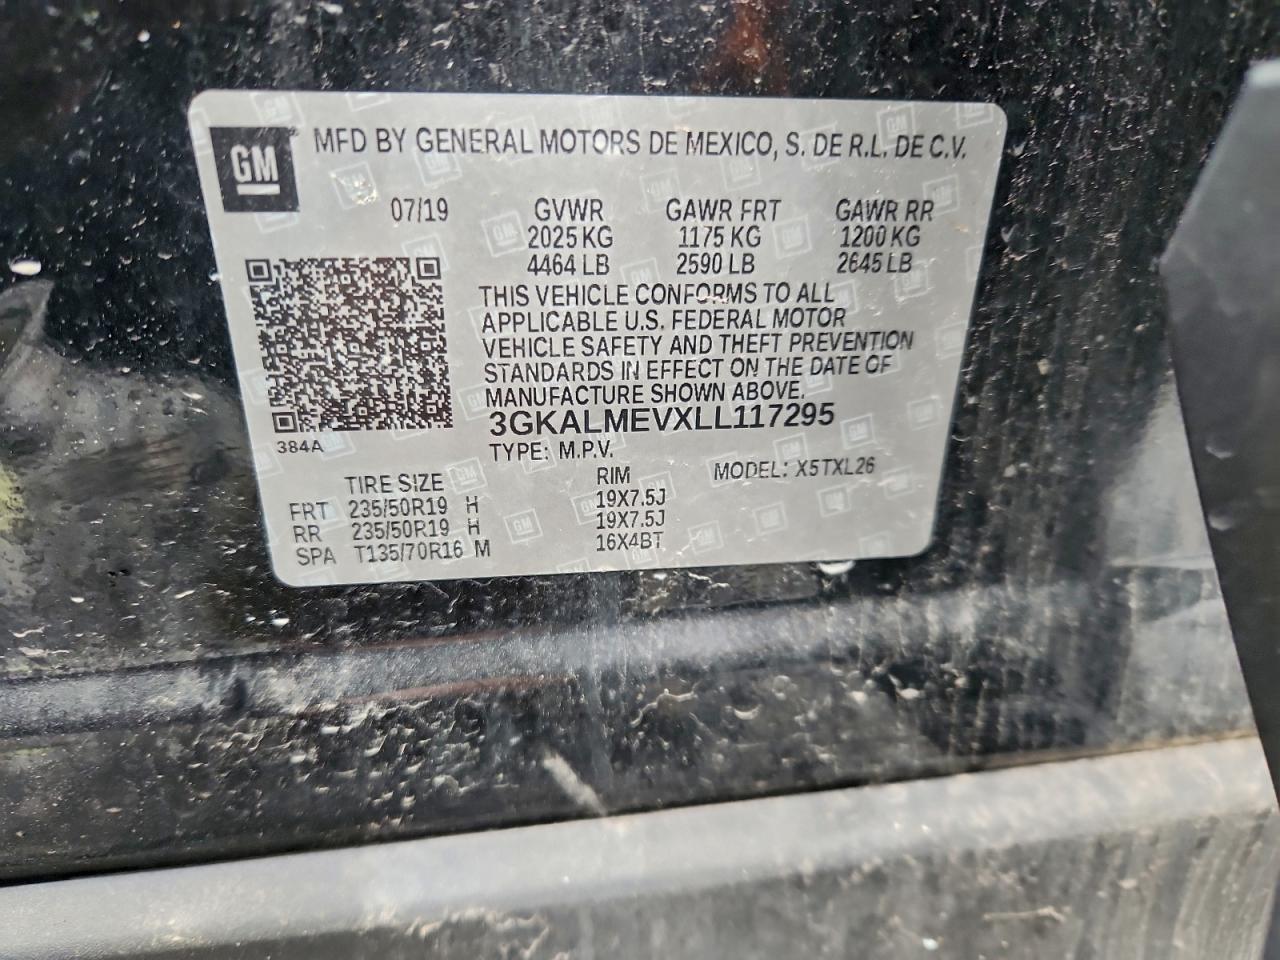 GM
MFD BY GENERAL MOTORS DE MEXICO, S. DE R.L. DE C.V.
07/19 GVWR GAWR FRT GAWR RR
2025 KG 1175 KG 1200 KG
4464 LB 2590 LB 2645 LB
THIS VEHICLE CONFORMS TO ALL
APPLICABLE U.S. FEDERAL MOTOR
VEHICLE SAFETY AND THEFT PREVENTION
STANDARDS IN EFFECT ON THE DATE OF
MANUFACTURE SHOWN ABOVE.
3GKALMEVXLL117295
384A
TYPE: M.P.V. MODEL: X5TXL26
TIRE SIZE RIM
FRT 235/50R19 H 19X7.5J
RR 235/50R19 H 19X7.5J
SPA T135/70R16 M 16X4BT